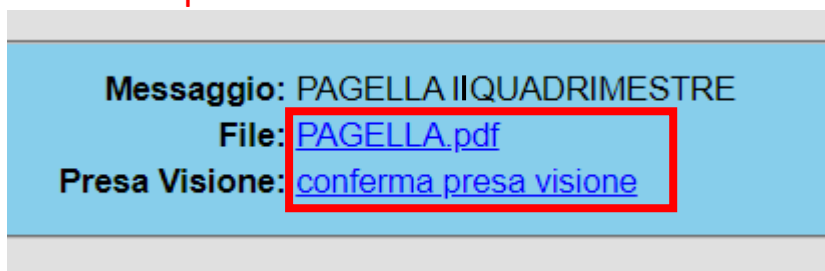 Messaggio: PAGELLA IIQUADRIMESTRE
File: PAGELLA.pdf
Presa Visione: conferma presa visione